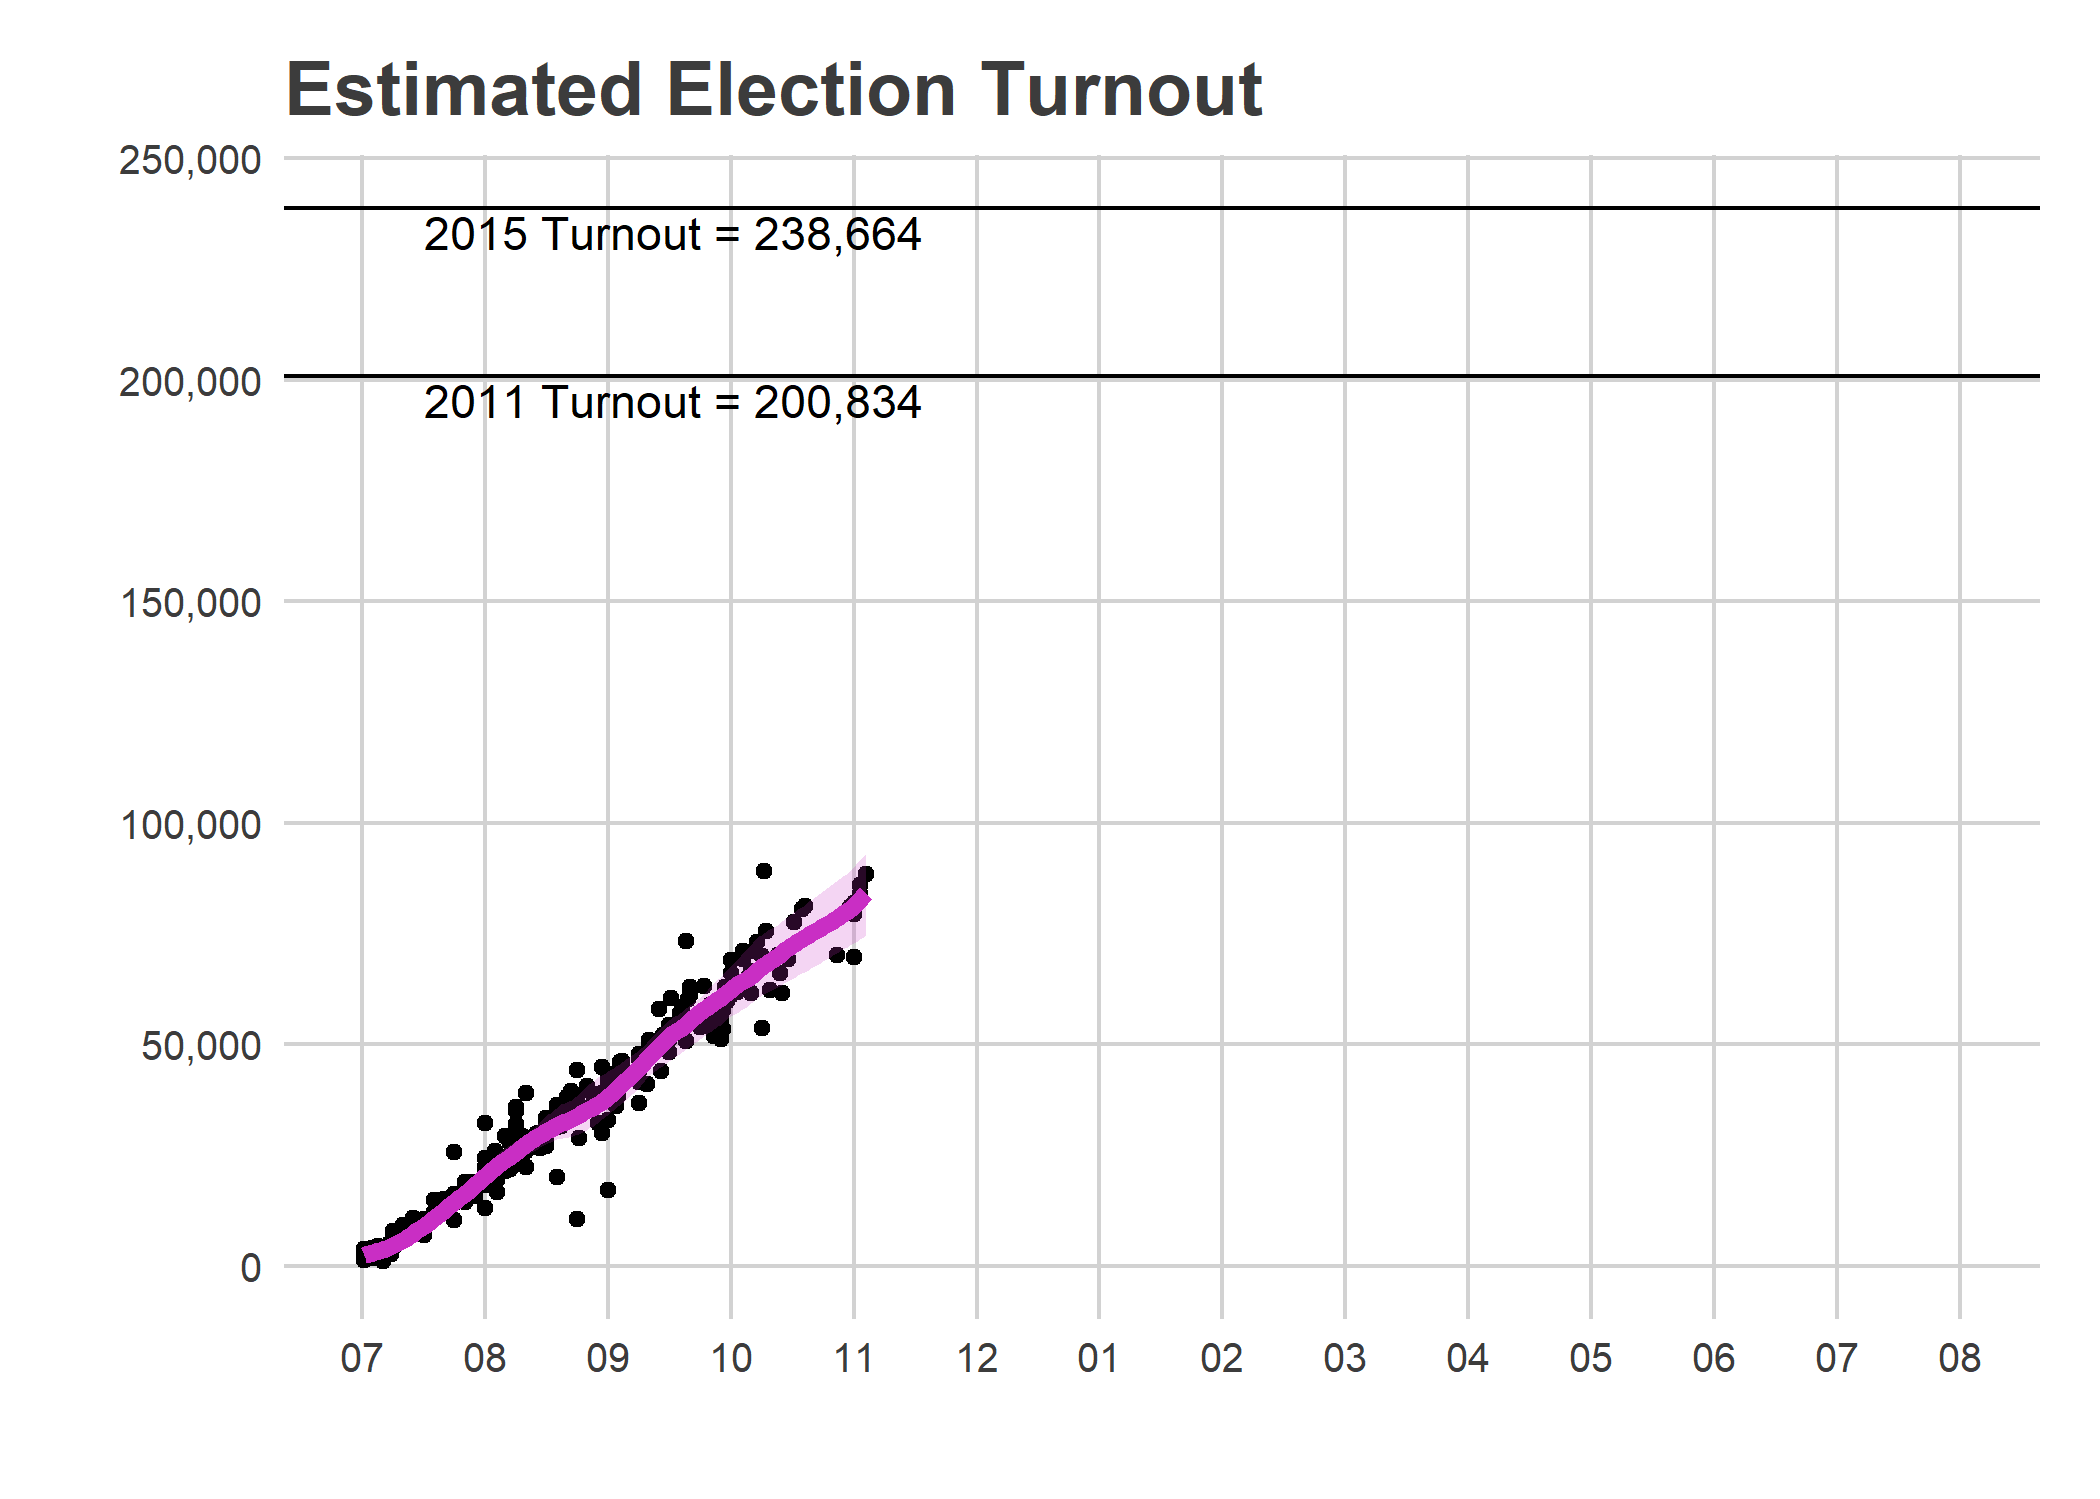 Estimated Election Turnout
250,000
2015 Turnout = 238,664
200,000
2011 Turnout = 200,834
150,000
100,000
50,000
0
07 08 09 10 11 12 01 02 03 04 05 06 07 08